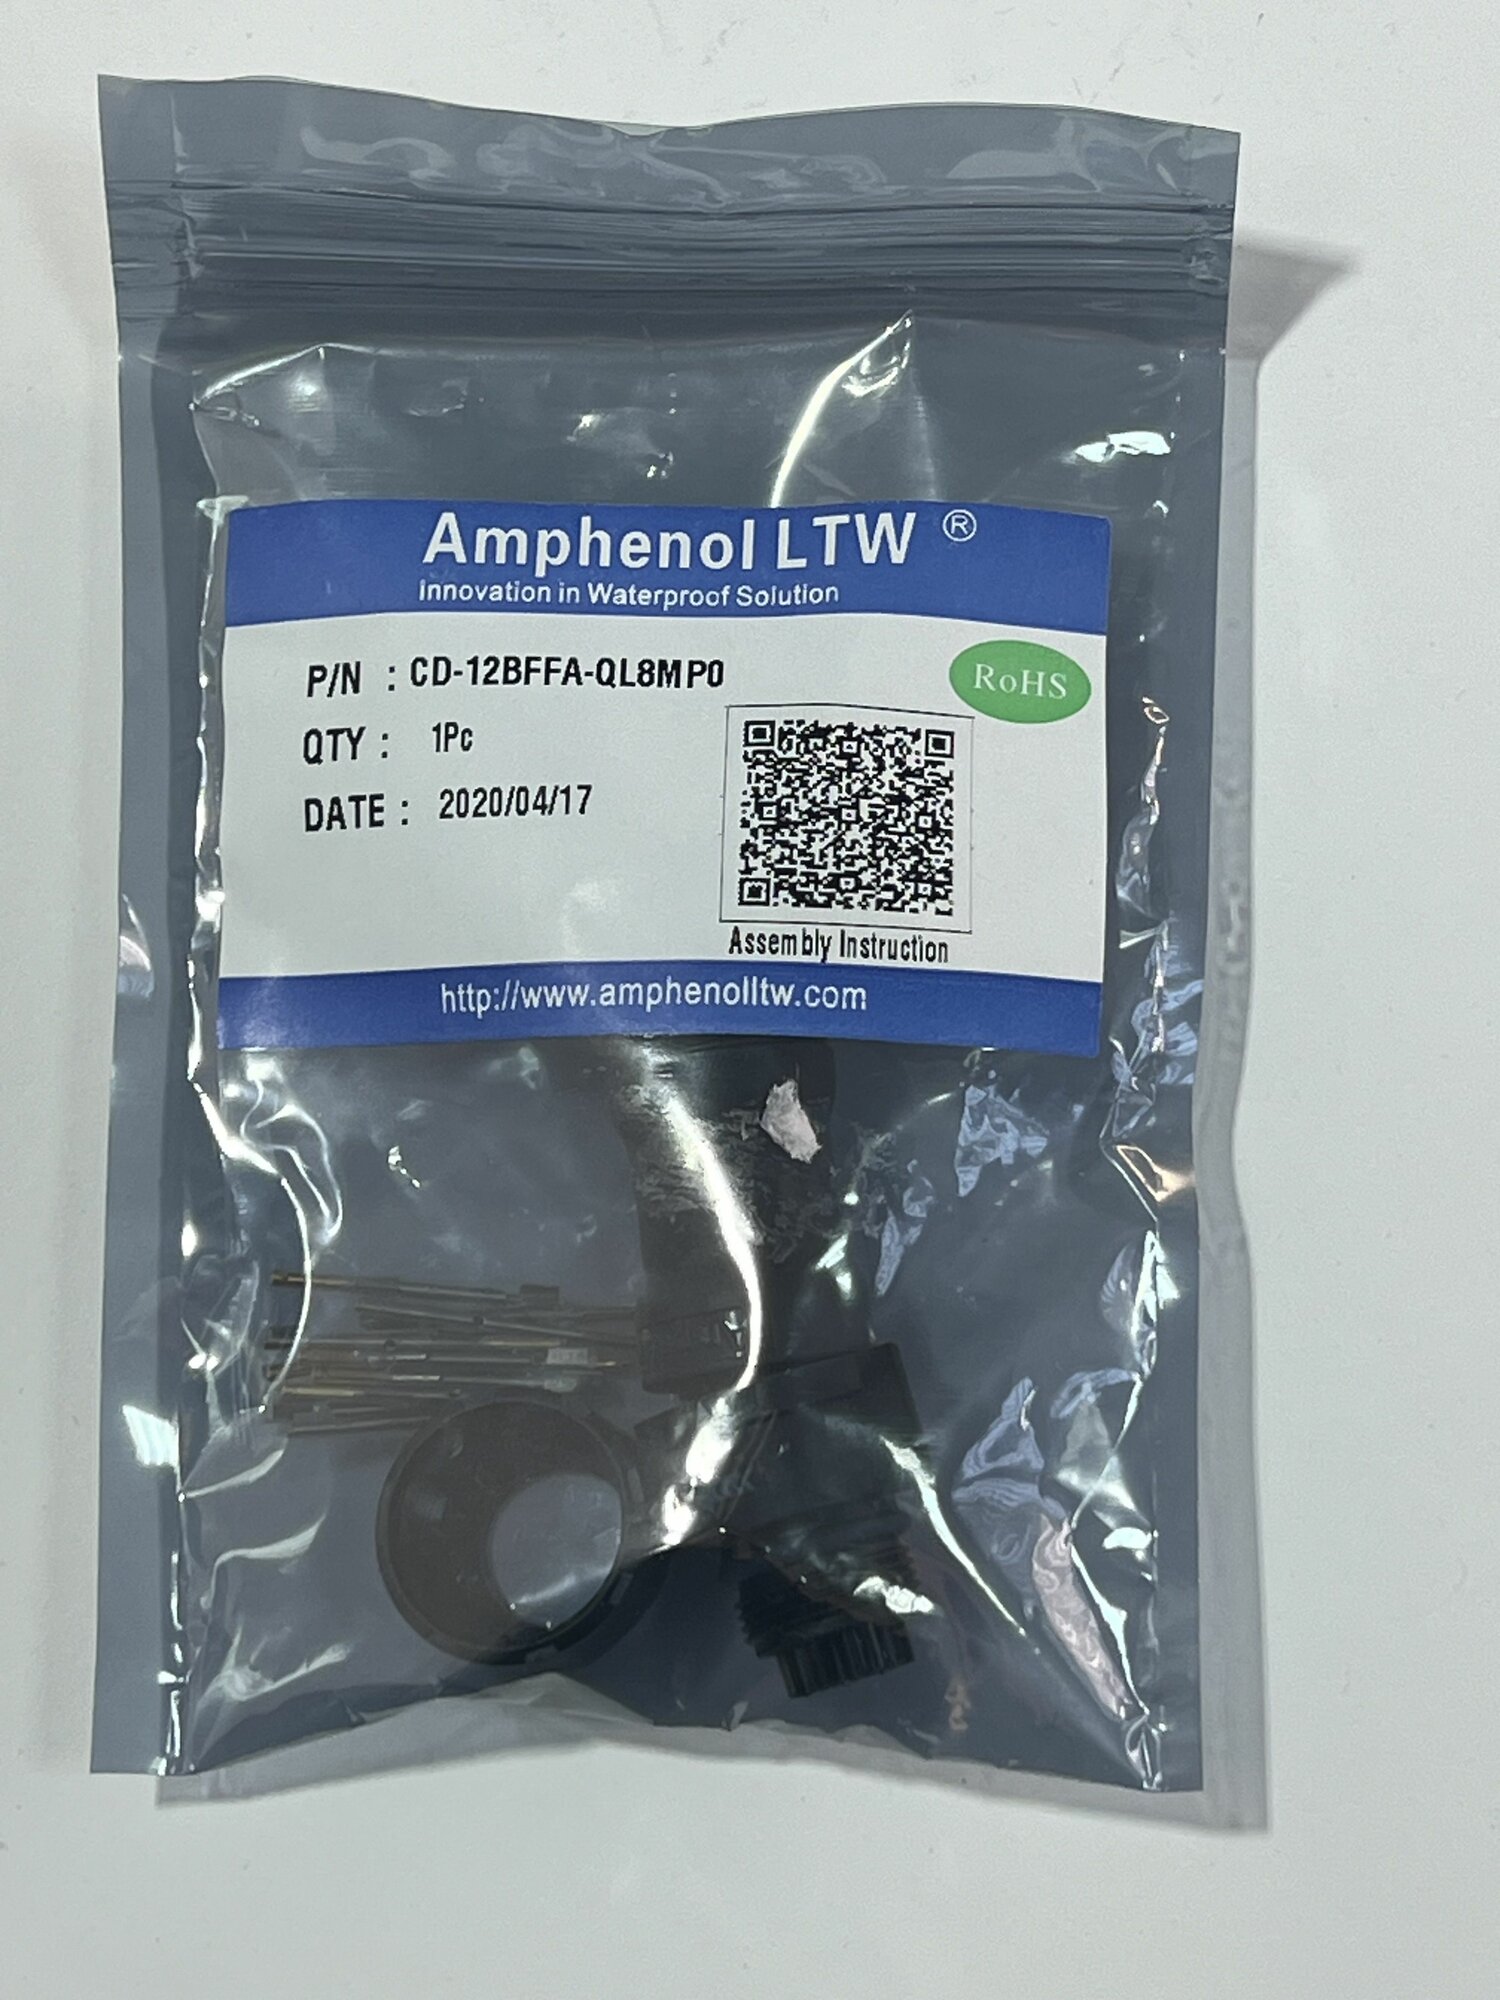 Amphenol LTW ®
Innovation in Waterproof Solution
P/N : CD-12BFFA-QL8MP0
RoHS
QTY : 1Pc
DATE : 2020/04/17
Assembly Instruction
http://www.amphenolltw.com